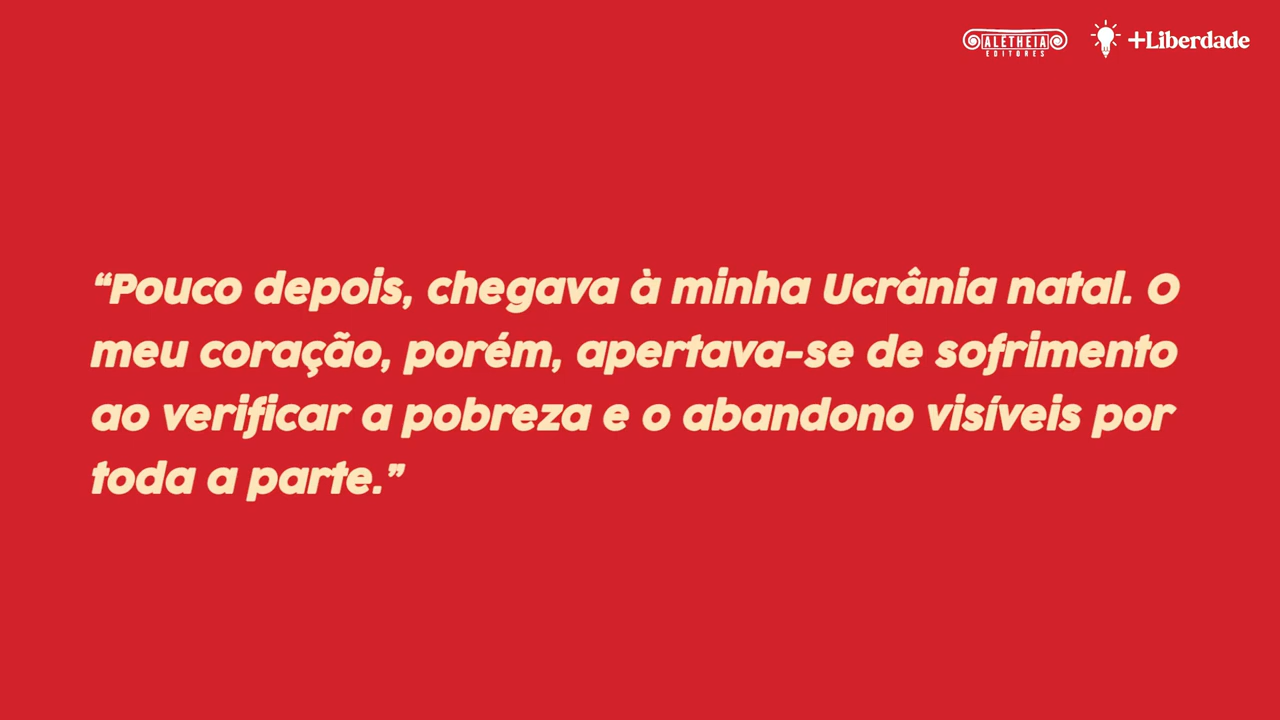 ALÊTHEIA
EDITORES
+Liberdade
“Pouco depois, chegava à minha Ucrânia natal. O
meu coração, porém, apertava-se de sofrimento
ao verificar a pobreza e o abandono visíveis por
toda a parte.”